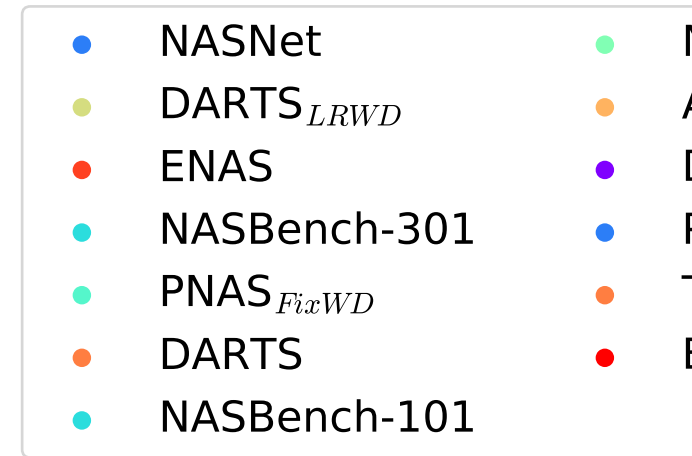 NASNet
DARTS_LRWD
ENAS
NASBench-301
PNAS_FixWD
DARTS
NASBench-101